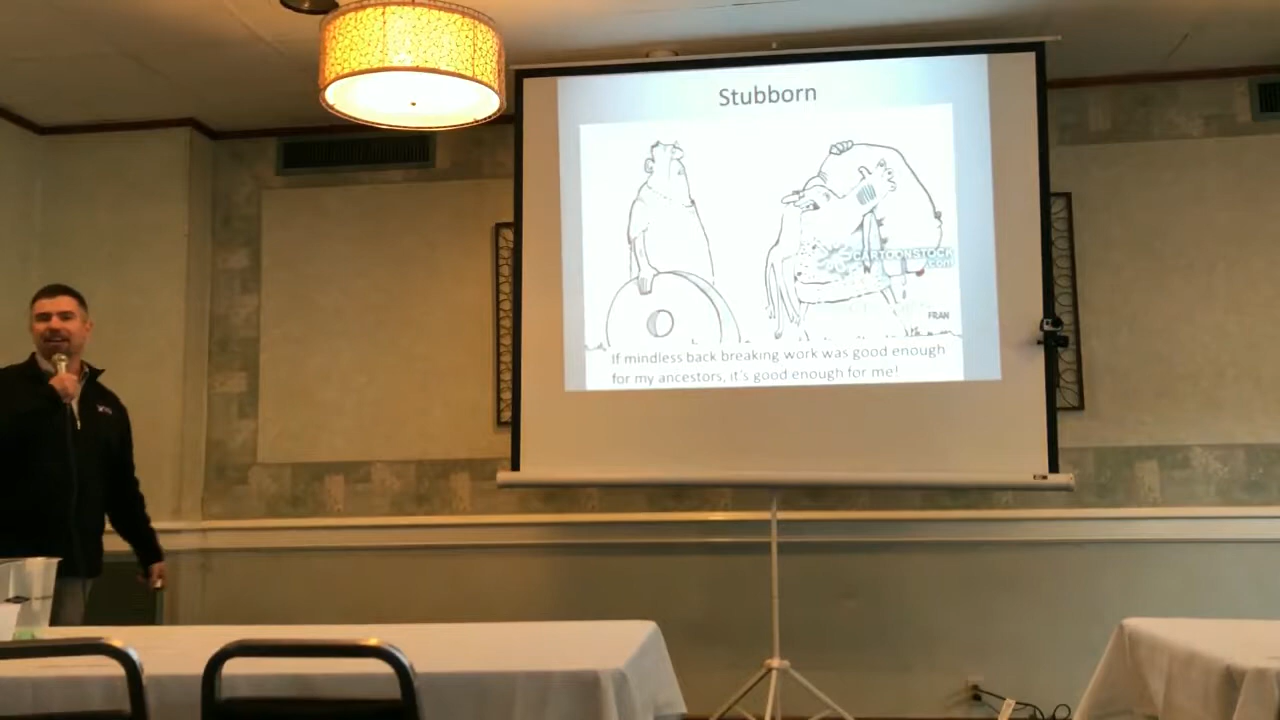 Stubborn
CARTOONSTOCK
.com
FRAN
If mindless back breaking work was good enough
for my ancestors, it's good enough for me!